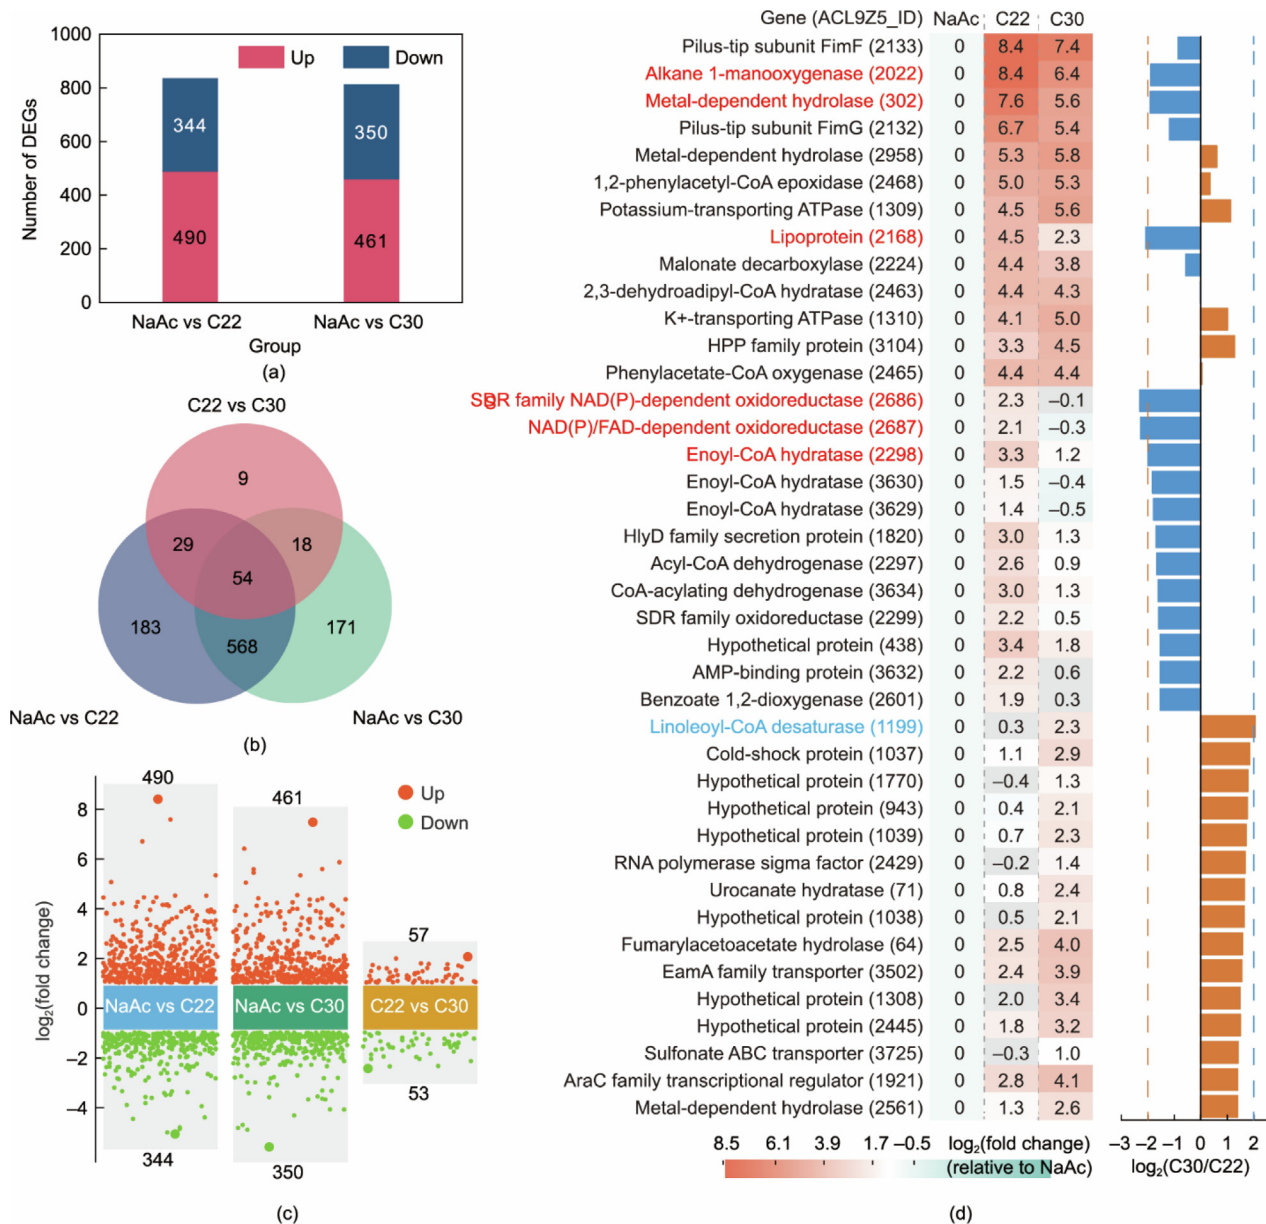 1000
800
600
400
200
0
Number of DEGs
Up
Down
344
350
490
461
NaAc vs C22
NaAc vs C30
Group
(a)
C22 vs C30
9
29
18
54
183
568
171
NaAc vs C22
NaAc vs C30
(b)
490
461
Up
Down
8
6
4
2
0
–2
–4
log2(fold change)
57
NaAc vs C22
NaAc vs C30
C22 vs C30
53
344
350
(c)
Gene (ACL9Z5_ID) NaAc C22 C30
Pilus-tip subunit FimF (2133) 0 8.4 7.4
Alkane 1-manooxygenase (2022) 0 8.4 6.4
Metal-dependent hydrolase (302) 0 7.6 5.6
Pilus-tip subunit FimG (2132) 0 6.7 5.4
Metal-dependent hydrolase (2958) 0 5.3 5.8
1,2-phenylacetyl-CoA epoxidase (2468) 0 5.0 5.3
Potassium-transporting ATPase (1309) 0 4.5 5.6
Lipoprotein (2168) 0 4.5 2.3
Malonate decarboxylase (2224) 0 4.4 3.8
2,3-dehydroadipyl-CoA hydratase (2463) 0 4.4 4.3
K+-transporting ATPase (1310) 0 4.1 5.0
HPP family protein (3104) 0 3.3 4.5
Phenylacetate-CoA oxygenase (2465) 0 4.4 4.4
family NAD(P)-dependent oxidoreductase (2686) 0 2.3 –0.1
NAD(P)/FAD-dependent oxidoreductase (2687) 0 2.1 –0.3
Enoyl-CoA hydratase (2298) 0 3.3 1.2
Enoyl-CoA hydratase (3630) 0 1.5 –0.4
Enoyl-CoA hydratase (3629) 0 1.4 –0.5
HlyD family secretion protein (1820) 0 3.0 1.3
Acyl-CoA dehydrogenase (2297) 0 2.6 0.9
CoA-acylating dehydrogenase (3634) 0 3.0 1.3
SDR family oxidoreductase (2299) 0 2.2 0.5
Hypothetical protein (438) 0 3.4 1.8
AMP-binding protein (3632) 0 2.2 0.6
Benzoate 1,2-dioxygenase (2601) 0 1.9 0.3
Linoleoyl-CoA desaturase (1199) 0 0.3 2.3
Cold-shock protein (1037) 0 1.1 2.9
Hypothetical protein (1770) 0 –0.4 1.3
Hypothetical protein (943) 0 0.4 2.1
Hypothetical protein (1039) 0 0.7 2.3
RNA polymerase sigma factor (2429) 0 –0.2 1.4
Urocanate hydratase (71) 0 0.8 2.4
Hypothetical protein (1038) 0 0.5 2.1
Fumarylacetoacetate hydrolase (64) 0 2.5 4.0
EamA family transporter (3502) 0 2.4 3.9
Hypothetical protein (1308) 0 2.0 3.4
Hypothetical protein (2445) 0 1.8 3.2
Sulfonate ABC transporter (3725) 0 –0.3 1.0
AraC family transcriptional regulator (1921) 0 2.8 4.1
Metal-dependent hydrolase (2561) 0 1.3 2.6
8.5 6.1 3.9 1.7 –0.5 log2(fold change)
(relative to NaAc)
–3 –2 –1 0 1 2
log2(C30/C22)
(d)